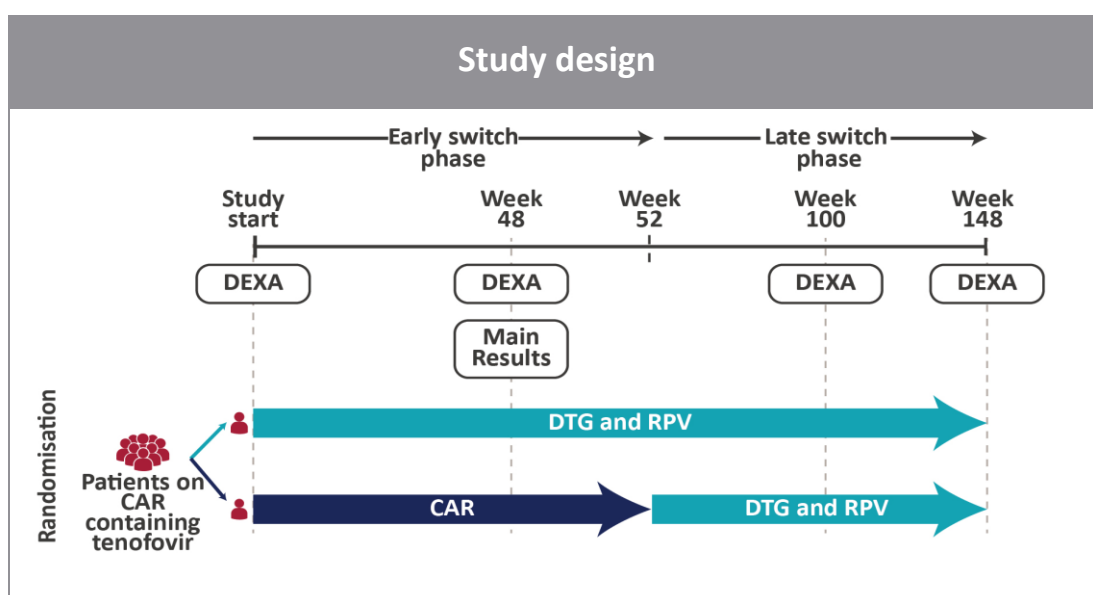 Study design
Early switch
phase
Late switch
phase
Study
start
Week
48
Week
52
Week
100
Week
148
DEXA
DEXA
DEXA
DEXA
Main
Results
Randomisation
DTG and RPV
Patients on
CAR
containing
tenofovir
CAR
DTG and RPV